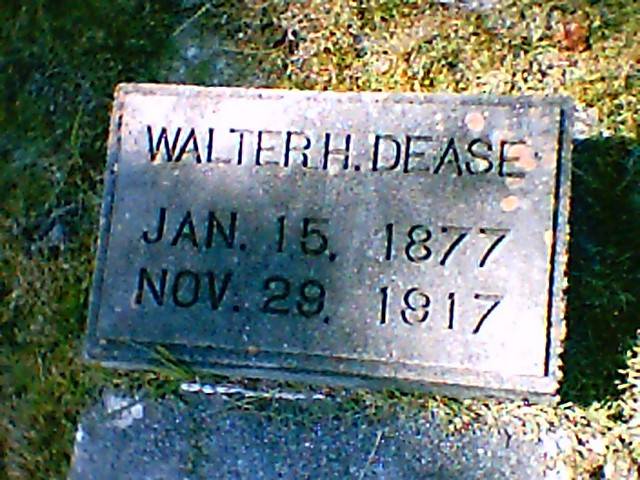 WALTER H. DEASE
JAN. 15, 1877
NOV. 29, 1917